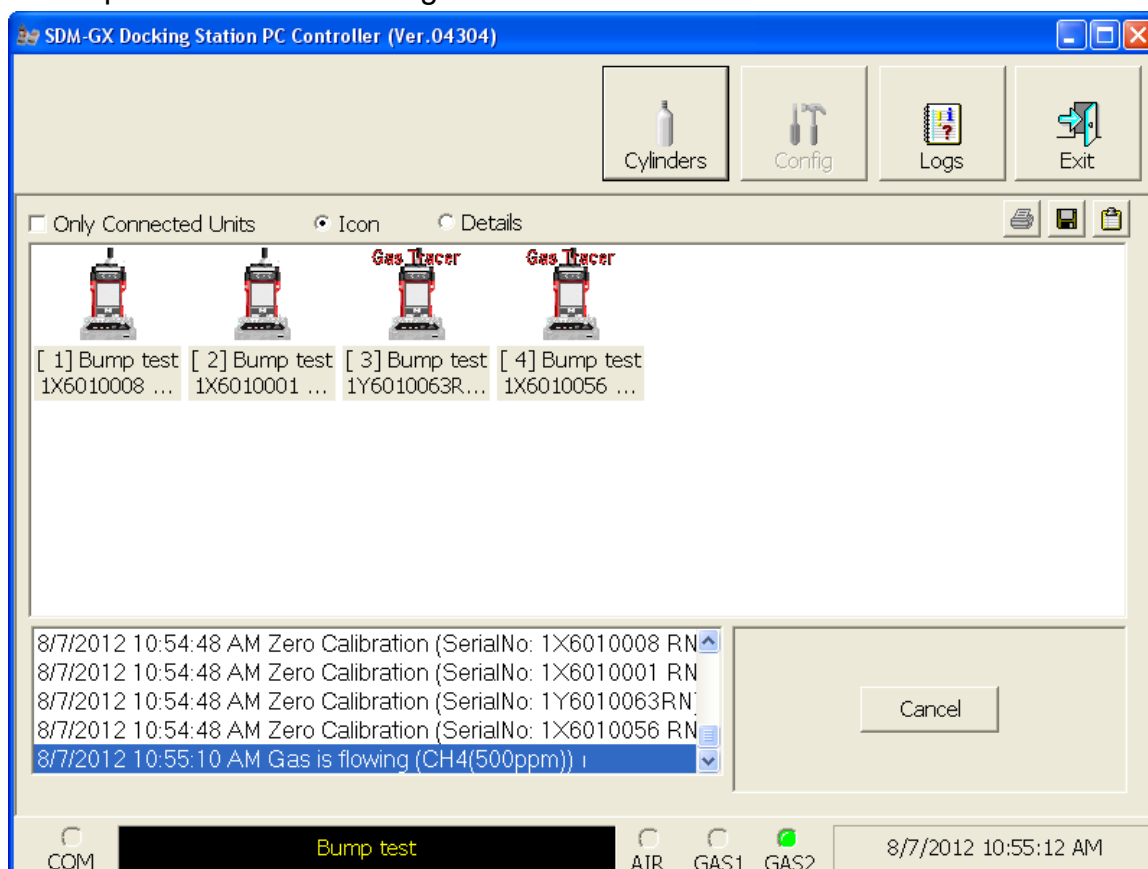 SDM-GX Docking Station PC Controller (Ver.04304)
Cylinders
Config
Logs
Exit
Only Connected Units
Icon
Details
Gas Tracer
Gas Tracer
[ 1] Bump test
1X6010008 ...
[ 2] Bump test
1X6010001 ...
[ 3] Bump test
1Y6010063R...
[ 4] Bump test
1X6010056 ...
8/7/2012 10:54:48 AM Zero Calibration (SerialNo: 1X6010008 RN
8/7/2012 10:54:48 AM Zero Calibration (SerialNo: 1X6010001 RN
8/7/2012 10:54:48 AM Zero Calibration (SerialNo: 1Y6010063RN)
8/7/2012 10:54:48 AM Zero Calibration (SerialNo: 1X6010056 RN
8/7/2012 10:55:10 AM Gas is flowing (CH4(500ppm))
Cancel
COM
Bump test
AIR
GAS1
GAS2
8/7/2012 10:55:12 AM